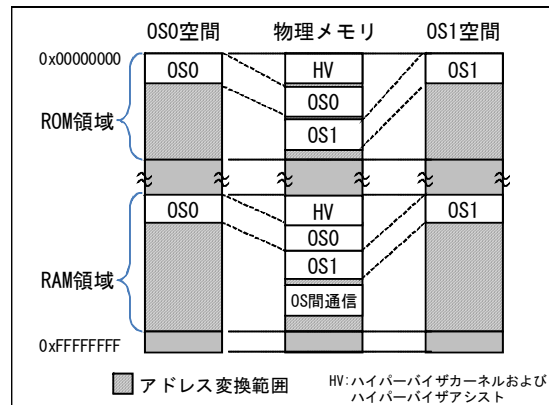 OS0空間 物理メモリ OS1空間
0x00000000
OS0 HV OS1
OS0
ROM領域
OS1
OS0 HV OS1
OS0
OS1
RAM領域
OS間通信
0xFFFFFFFF
アドレス変換範囲
HV:ハイパーバイザカーネルおよび
ハイパーバイザアシスト